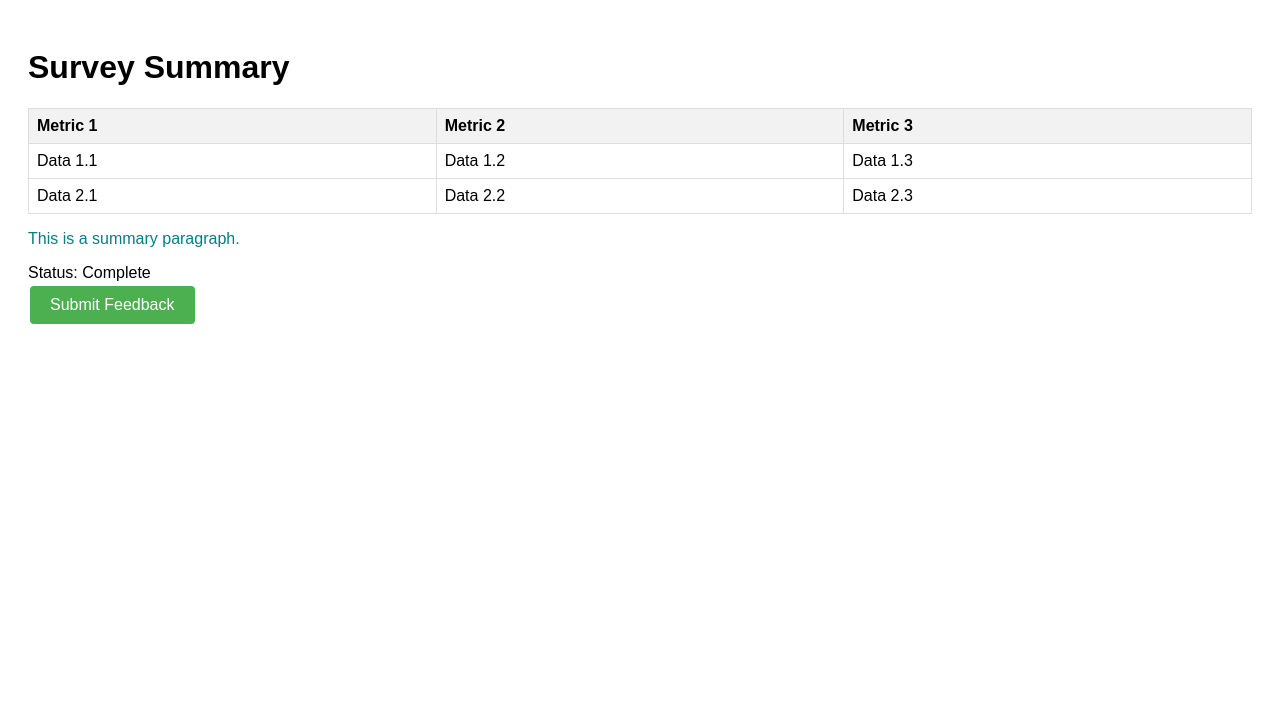 Survey Summary
Metric 1 Metric 2 Metric 3
Data 1.1 Data 1.2 Data 1.3
Data 2.1 Data 2.2 Data 2.3
This is a summary paragraph.
Status: Complete
Submit Feedback